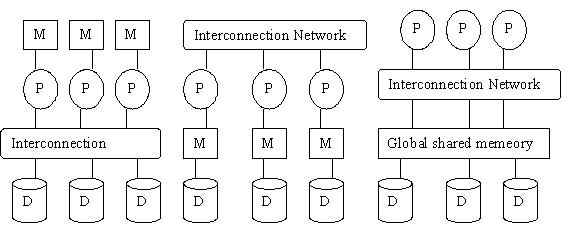 M M M
P P P
Interconnection
D D D
Interconnection Network
P P P
M M M
D D D
P P P
Interconnection Network
Global shared memeory
D D D